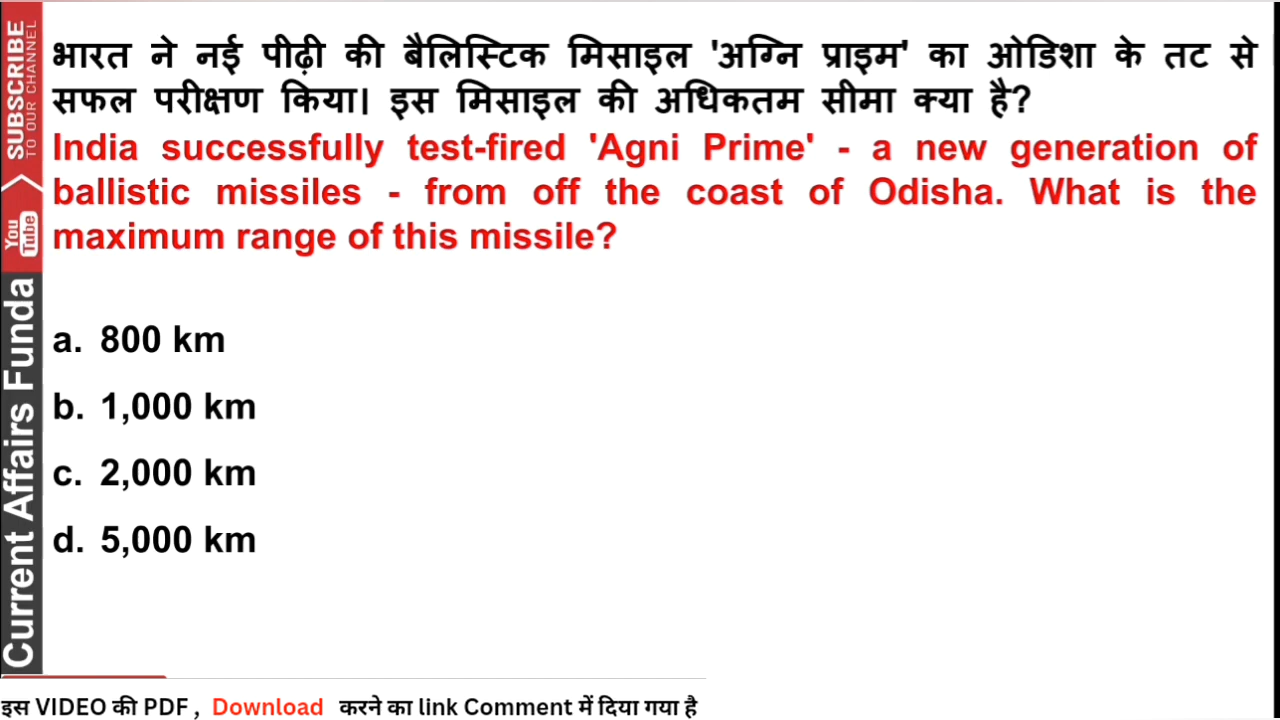 भारत ने नई पीढ़ी की बैलिस्टिक मिसाइल 'अग्नि प्राइम' का ओडिशा के तट से
सफल परीक्षण किया। इस मिसाइल की अधिकतम सीमा क्या है?
India successfully test-fired 'Agni Prime' - a new generation of
ballistic missiles - from off the coast of Odisha. What is the
maximum range of this missile?
a. 800 km
b. 1,000 km
c. 2,000 km
d. 5,000 km
SUBSCRIBE
TO OUR CHANNEL
You
Tube
Current Affairs Funda
इस VIDEO की PDF , Download करने का link Comment में दिया गया है